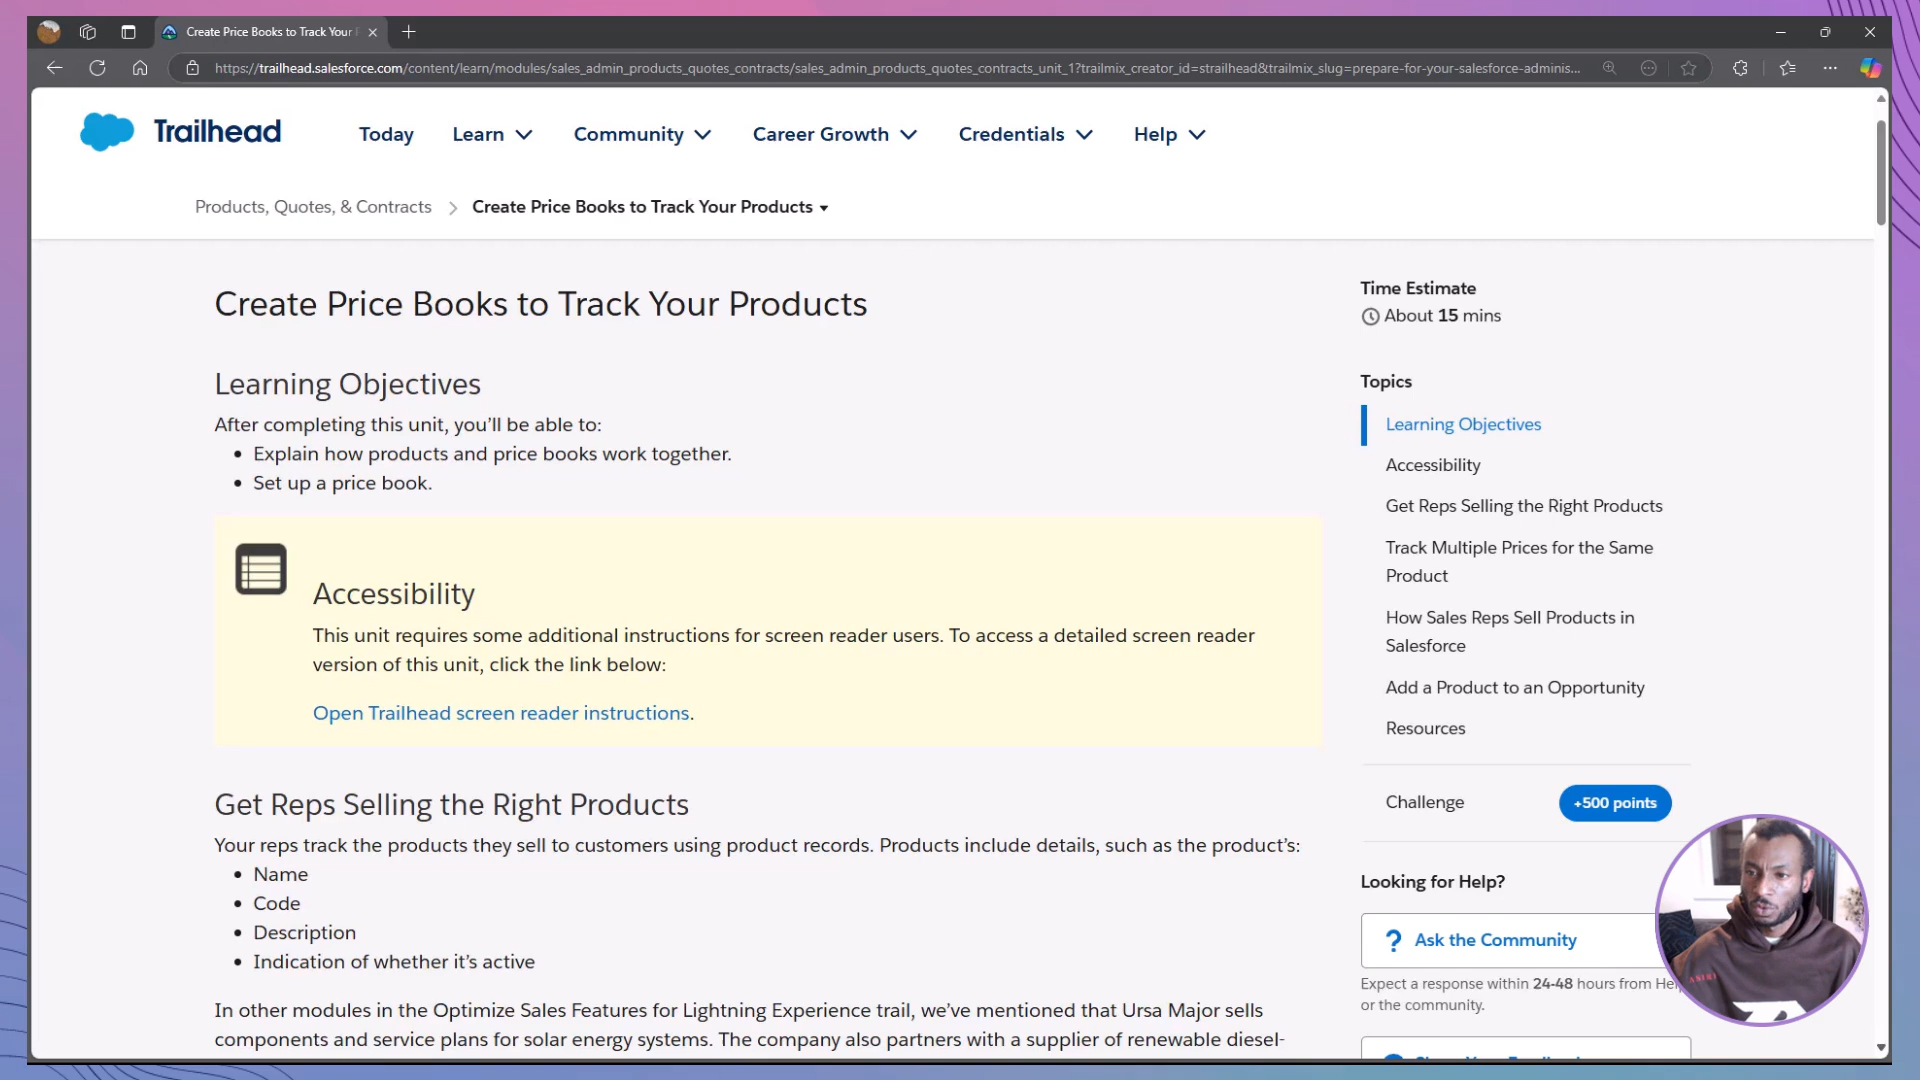 Create Price Books to Track Your
https://trailhead.salesforce.com/content/learn/modules/sales_admin_products_quotes_contracts/sales_admin_products_quotes_contracts_unit_1?trailmix_creator_id=strailhead&trailmix_slug=prepare-for-your-salesforce-adminis...
Trailhead
Today
Learn
Community
Career Growth
Credentials
Help
Products, Quotes, & Contracts
Create Price Books to Track Your Products
Create Price Books to Track Your Products
Learning Objectives
After completing this unit, you'll be able to:
• Explain how products and price books work together.
• Set up a price book.
Accessibility
This unit requires some additional instructions for screen reader users. To access a detailed screen reader
version of this unit, click the link below:
Open Trailhead screen reader instructions.
Get Reps Selling the Right Products
Your reps track the products they sell to customers using product records. Products include details, such as the product's:
• Name
• Code
• Description
• Indication of whether it's active
In other modules in the Optimize Sales Features for Lightning Experience trail, we've mentioned that Ursa Major sells
components and service plans for solar energy systems. The company also partners with a supplier of renewable diesel-
Time Estimate
About 15 mins
Topics
Learning Objectives
Accessibility
Get Reps Selling the Right Products
Track Multiple Prices for the Same
Product
How Sales Reps Sell Products in
Salesforce
Add a Product to an Opportunity
Resources
Challenge
+500 points
Looking for Help?
Ask the Community
Expect a response within 24-48 hours from
or the community.